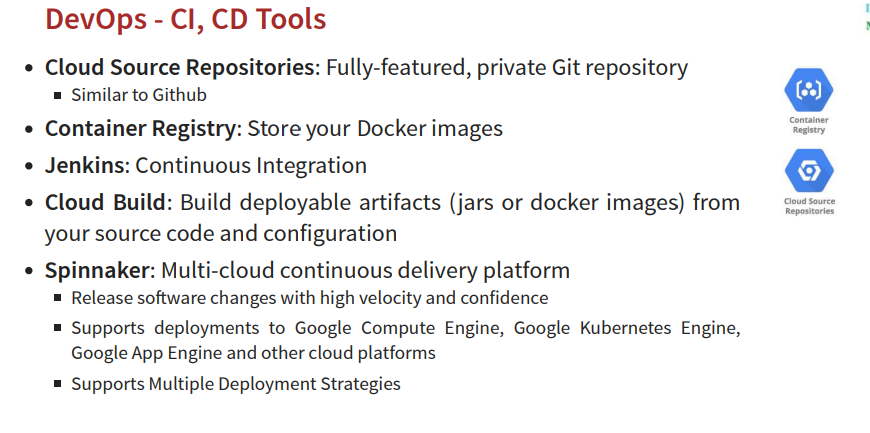 DevOps - CI, CD Tools
• Cloud Source Repositories: Fully-featured, private Git repository
▪ Similar to Github
• Container Registry: Store your Docker images
• Jenkins: Continuous Integration
• Cloud Build: Build deployable artifacts (jars or docker images) from
your source code and configuration
• Spinnaker: Multi-cloud continuous delivery platform
▪ Release software changes with high velocity and confidence
▪ Supports deployments to Google Compute Engine, Google Kubernetes Engine,
Google App Engine and other cloud platforms
▪ Supports Multiple Deployment Strategies
Container
Registry
Cloud Source
Repositories